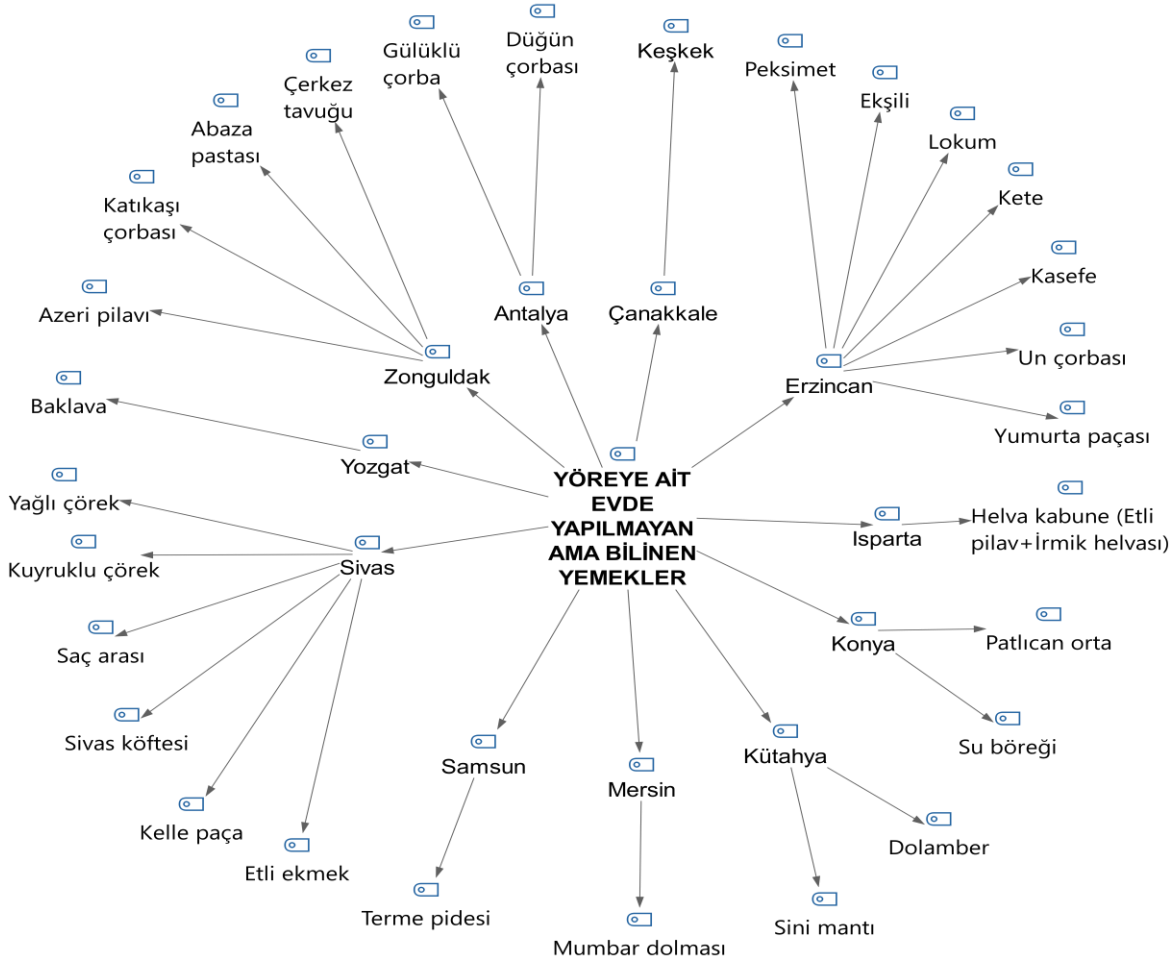 Gülüklü
çorba
Düğün
çorbası
Keşkek
Peksimet
Çerkez
tavuğu
Ekşili
Abaza
pastası
Lokum
Katıkaşı
çorbası
Kete
Kasefe
Azeri pilavı
Antalya
Çanakkale
Un çorbası
Zonguldak
Erzincan
Baklava
Yumurta paçası
Yozgat
YÖREYE AİT
EVDE
YAPILMAYAN
AMA BİLİNEN
YEMEKLER
Yağlı çörek
Isparta
Helva kabune (Etli
pilav+İrmik helvası)
Kuyruklu çörek
Sivas
Saç arası
Konya
Patlıcan orta
Sivas köftesi
Su böreği
Samsun
Mersin
Kütahya
Kelle paça
Etli ekmek
Dolamber
Terme pidesi
Mumbar dolması
Sini mantı